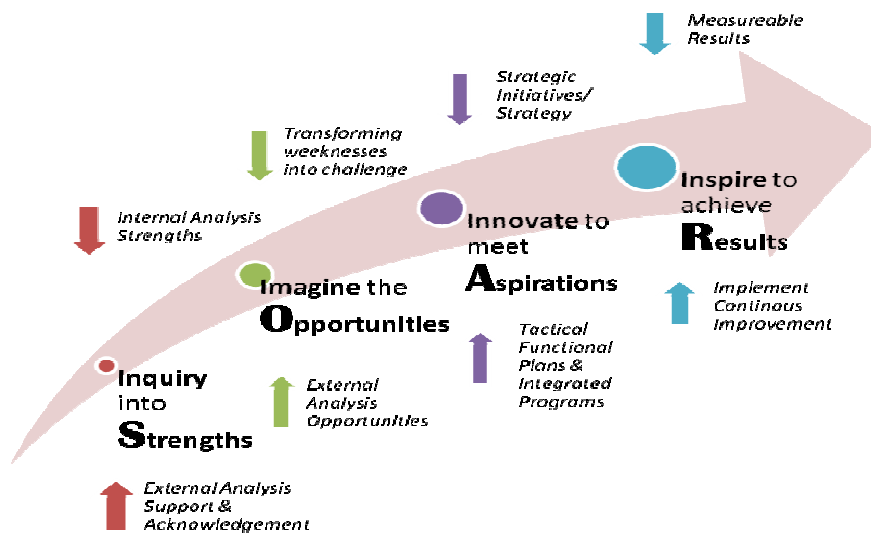 Measureable
Results
Strategic
Initiatives/
Strategy
Transforming
weeknesses
into challenge
Internal Analysis
Strengths
Inspire to
achieve
Results
Innovate to
meet
Aspirations
Imagine the
Opportunities
Inquiry
into
Strengths
Implement
Continous
Improvement
Tactical
Functional
Plans &
Integrated
Programs
External
Analysis
Opportunities
External Analysis
Support &
Acknowledgement